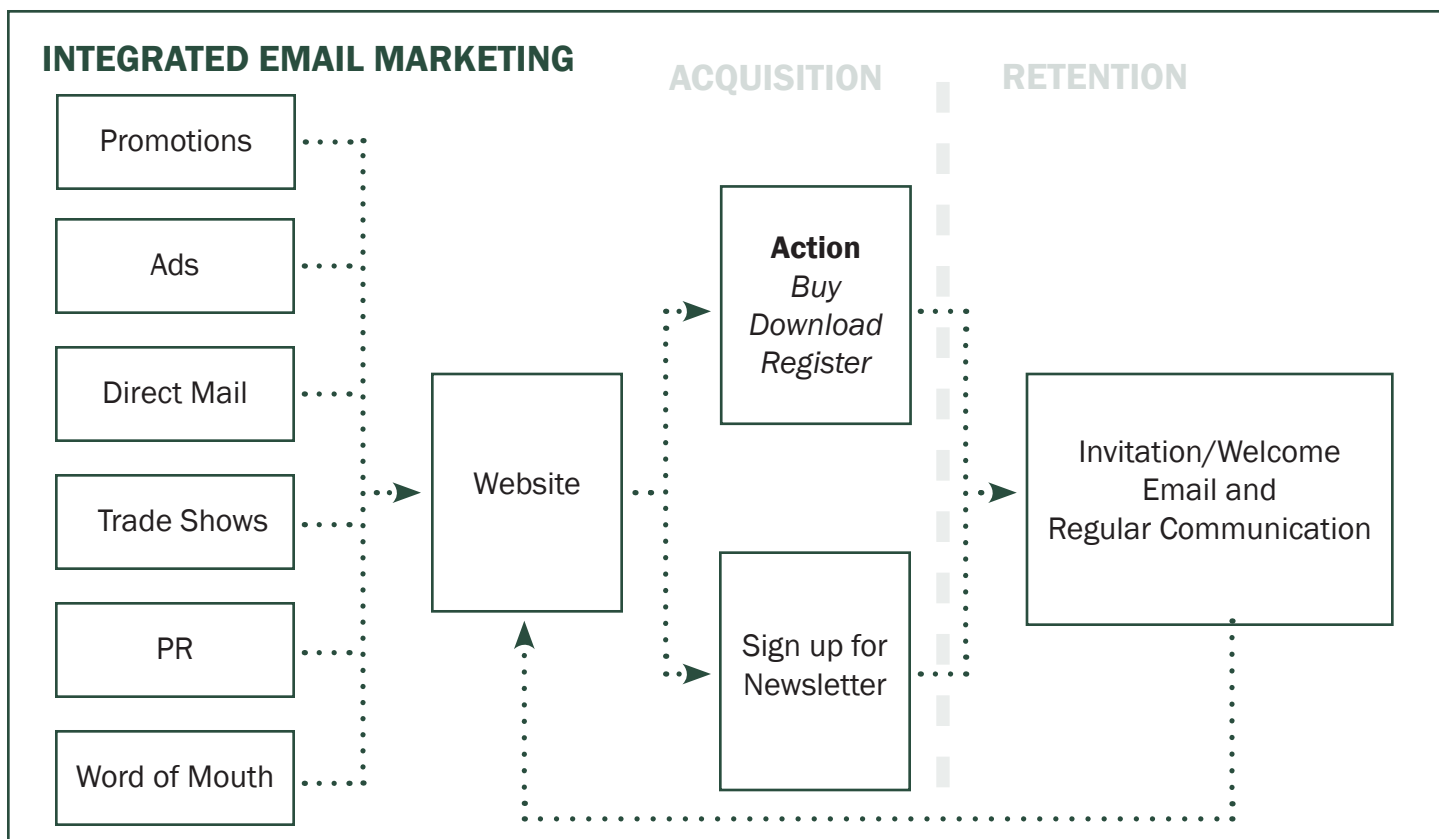 INTEGRATED EMAIL MARKETING
ACQUISITION
RETENTION
Promotions
Ads
Direct Mail
Trade Shows
PR
Word of Mouth
Website
Action
Buy
Download
Register
Sign up for
Newsletter
Invitation/Welcome
Email and
Regular Communication